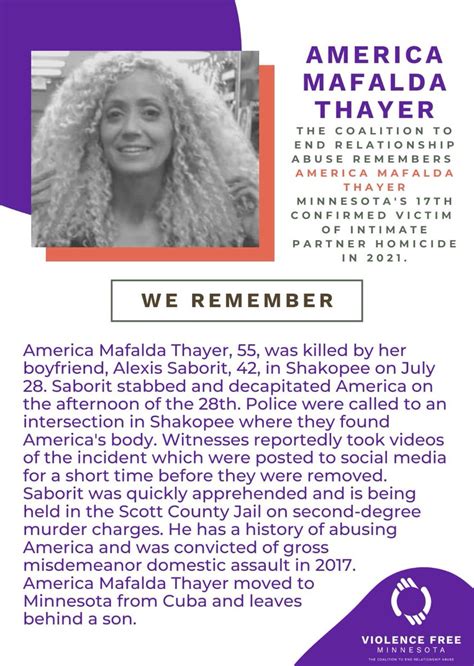 AMERICA
MAFALDA
THAYER
THE COALITION TO
END RELATIONSHIP
ABUSE REMEMBERS
AMERICA MAFALDA
THAYER
MINNESOTA'S 17TH
CONFIRMED VICTIM
OF INTIMATE
PARTNER HOMICIDE
IN 2021.
WE REMEMBER
America Mafalda Thayer, 55, was killed by her
boyfriend, Alexis Saborit, 42, in Shakopee on July
28. Saborit stabbed and decapitated America on
the afternoon of the 28th. Police were called to an
intersection in Shakopee where they found
America's body. Witnesses reportedly took videos
of the incident which were posted to social media
for a short time before they were removed.
Saborit was quickly apprehended and is being
held in the Scott County Jail on second-degree
murder charges. He has a history of abusing
America and was convicted of gross
misdemeanor domestic assault in 2017.
America Mafalda Thayer moved to
Minnesota from Cuba and leaves
behind a son.
VIOLENCE FREE
MINNESOTA
THE COALITION TO END RELATIONSHIP ABUSE